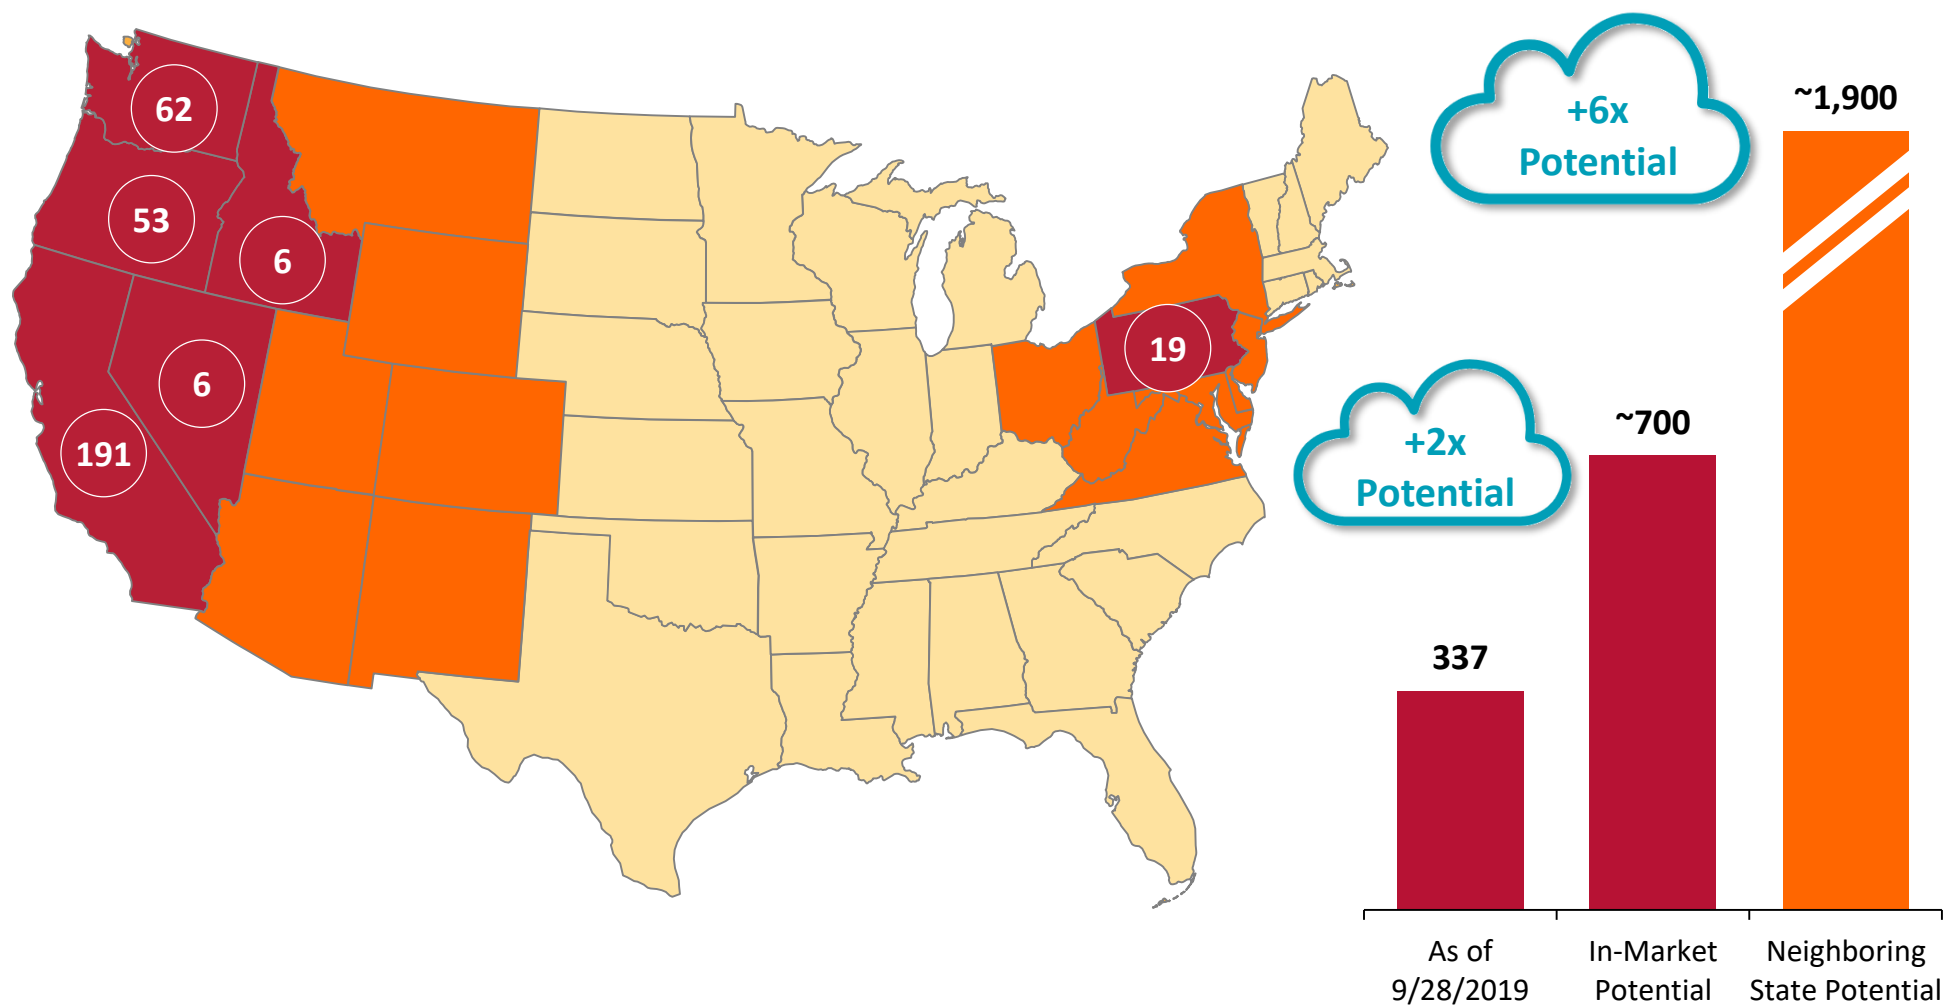 62
53
6
6
191
19
+6x
Potential
~1,900
+2x
Potential
~700
337
As of
9/28/2019
In-Market
Potential
Neighboring
State Potential